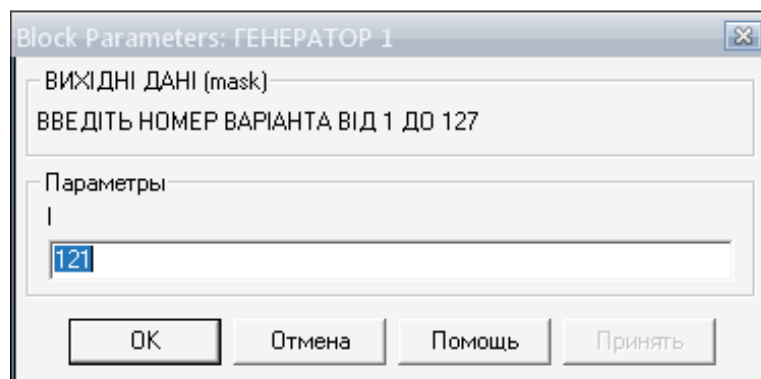 Block Parameters: ГЕНЕРАТОР 1
ВИХІДНІ ДАНІ (mask)
ВВЕДІТЬ НОМЕР ВАРІАНТА ВІД 1 ДО 127
Параметры
I
121
OK
Отмена
Помощь
Принять